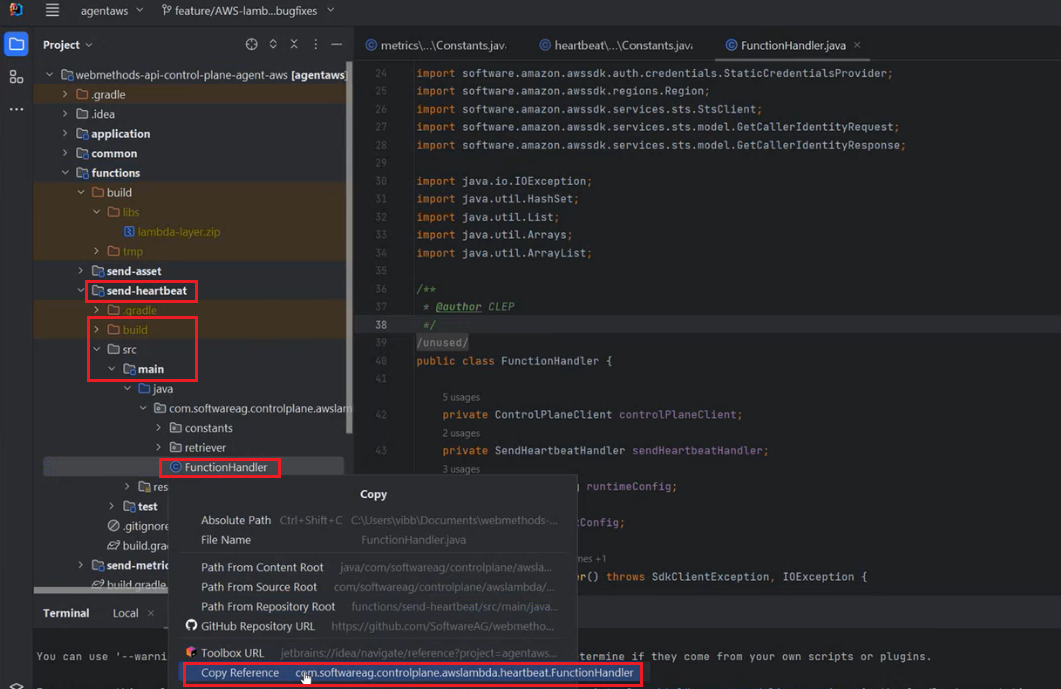 agentaws
feature/AWS-lamb...bugfixes
Project
metrics\...\Constants.java
heartbeat\...\Constants.java
FunctionHandler.java
webmethods-api-control-plane-agent-aws [agentaws]
.gradle
.idea
application
common
functions
build
libs
lambda-layer.zip
tmp
send-asset
send-heartbeat
.gradle
build
src
main
java
com.softwareag.controlplane.awslam
constants
retriever
FunctionHandler
res
test
.gitignore
build.gra
send-metric
build.gradle
24 import software.amazon.awssdk.auth.credentials.StaticCredentialsProvider;
25 import software.amazon.awssdk.regions.Region;
26 import software.amazon.awssdk.services.sts.StsClient;
27 import software.amazon.awssdk.services.sts.model.GetCallerIdentityRequest;
28 import software.amazon.awssdk.services.sts.model.GetCallerIdentityResponse;
29
30 import java.io.IOException;
31 import java.util.HashSet;
32 import java.util.List;
33 import java.util.Arrays;
34 import java.util.ArrayList;
35
36 /**
37 * @author CLEP
38 */
39 /unused/
40 public class FunctionHandler {
41
5 usages
42 private ControlPlaneClient controlPlaneClient;
2 usages
43 private SendHeartbeatHandler sendHeartbeatHandler;
3 usages
runtimeConfig;
Config;
+1
() throws SdkClientException, IOException {
Copy
Absolute Path Ctrl+Shift+C C:\Users\vibb\Documents\webmethods-...
File Name FunctionHandler.java
Path From Content Root java/com/softwareag/controlplane/awsla...
Path From Source Root com/softwareag/controlplane/awslambda/...
Path From Repository Root functions/send-heartbeat/src/main/java...
GitHub Repository URL https://github.com/SoftwareAG/webmetho...
Toolbox URL jetbrains://idea/navigate/reference?project=agentaws...
Copy Reference com.softwareag.controlplane.awslambda.heartbeat.FunctionHandler
Terminal Local
You can use '--warni
termine if they come from your own scripts or plugins.